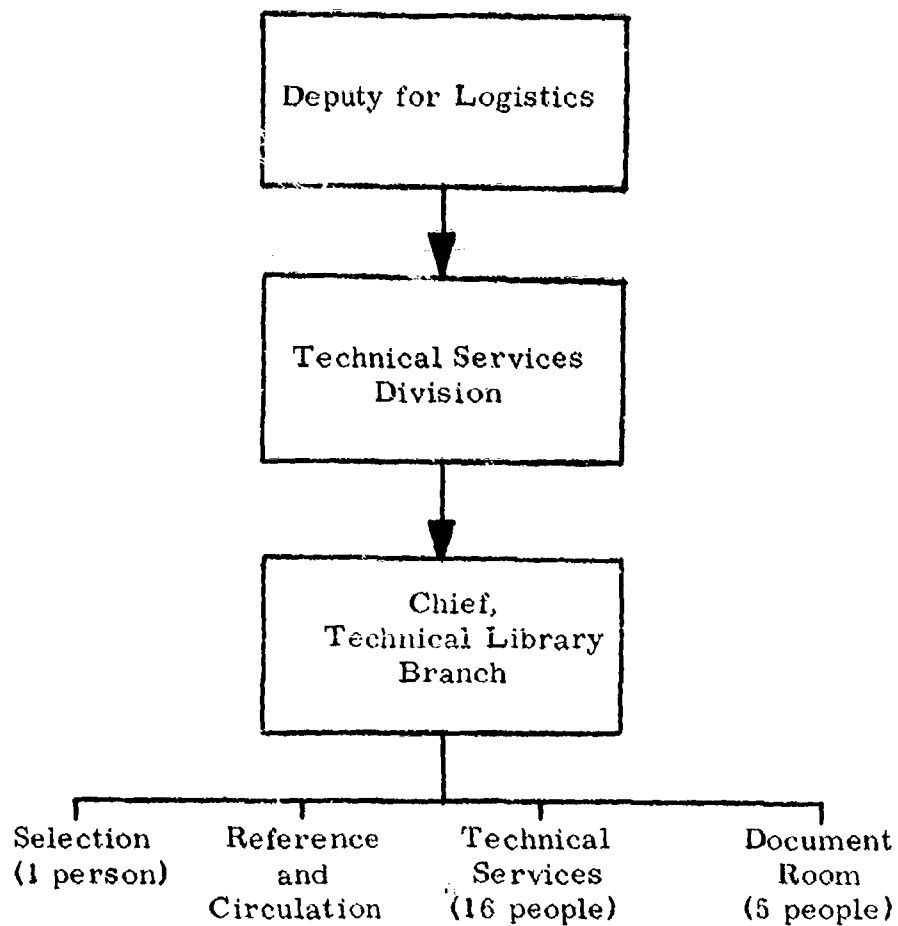 Deputy for Logistics
Technical Services
Division
Chief,
Technical Library
Branch
Selection
(1 person)
Reference
and
Circulation
Technical
Services
(16 people)
Document
Room
(5 people)